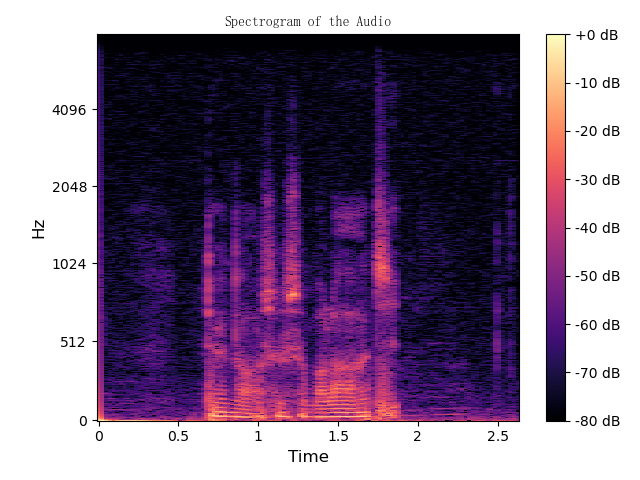 Spectrogram of the Audio
+0 dB
4096
-10 dB
-20 dB
2048
-30 dB
Hz
-40 dB
1024
-50 dB
512
-60 dB
-70 dB
0
-80 dB
0 0.5 1 1.5 2 2.5
Time